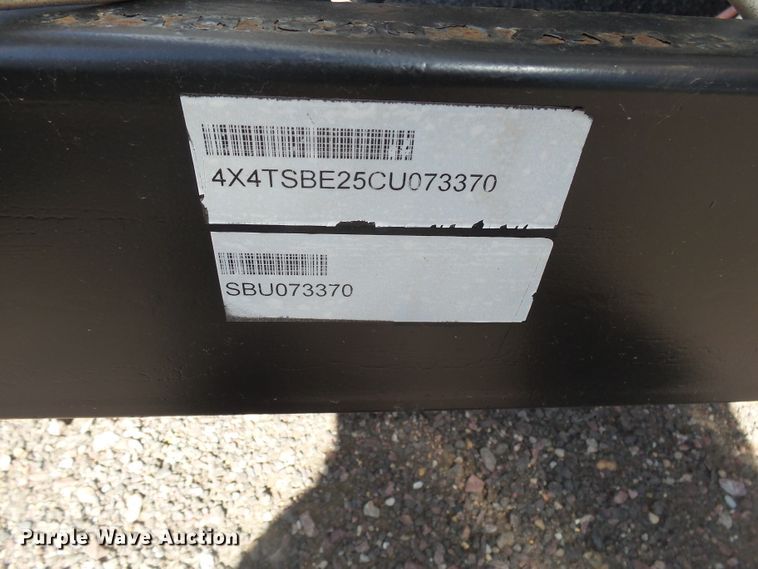 4X4TSBE25CU073370
SBU073370
Purple Wave Auction